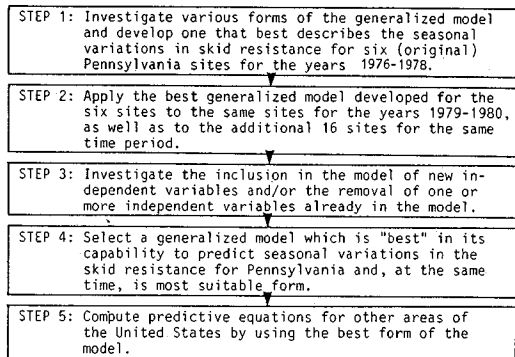 STEP 1: Investigate various forms of the generalized model
and develop one that best describes the seasonal
variations in skid resistance for six (original)
Pennsylvania sites for the years 1976-1978.
STEP 2: Apply the best generalized model developed for the
six sites to the same sites for the years 1979-1980,
as well as to the additional 16 sites for the same
time period.
STEP 3: Investigate the inclusion in the model of new in-
dependent variables and/or the removal of one or
more independent variables already in the model.
STEP 4: Select a generalized model which is "best" in its
capability to predict seasonal variations in the
skid resistance for Pennsylvania and, at the same
time, is most suitable form.
STEP 5: Compute predictive equations for other areas of
the United States by using the best form of the
model.